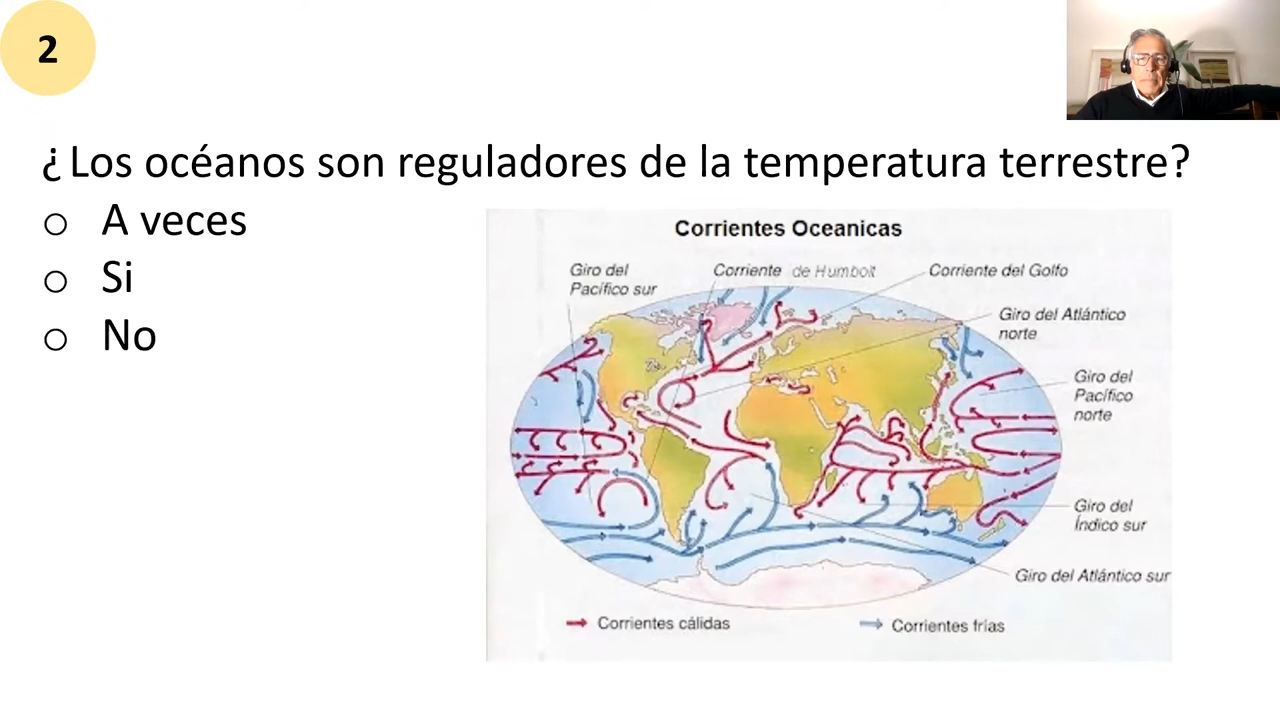 2
¿ Los océanos son reguladores de la temperatura terrestre?
o A veces
o Si
o No
Corrientes Oceanicas
Giro del
Pacífico sur
Corriente de Humbolt
Corriente del Golfo
Giro del Atlántico
norte
Giro del
Pacífico
norte
Giro del
Índico sur
Giro del Atlántico sur
Corrientes cálidas
Corrientes frías